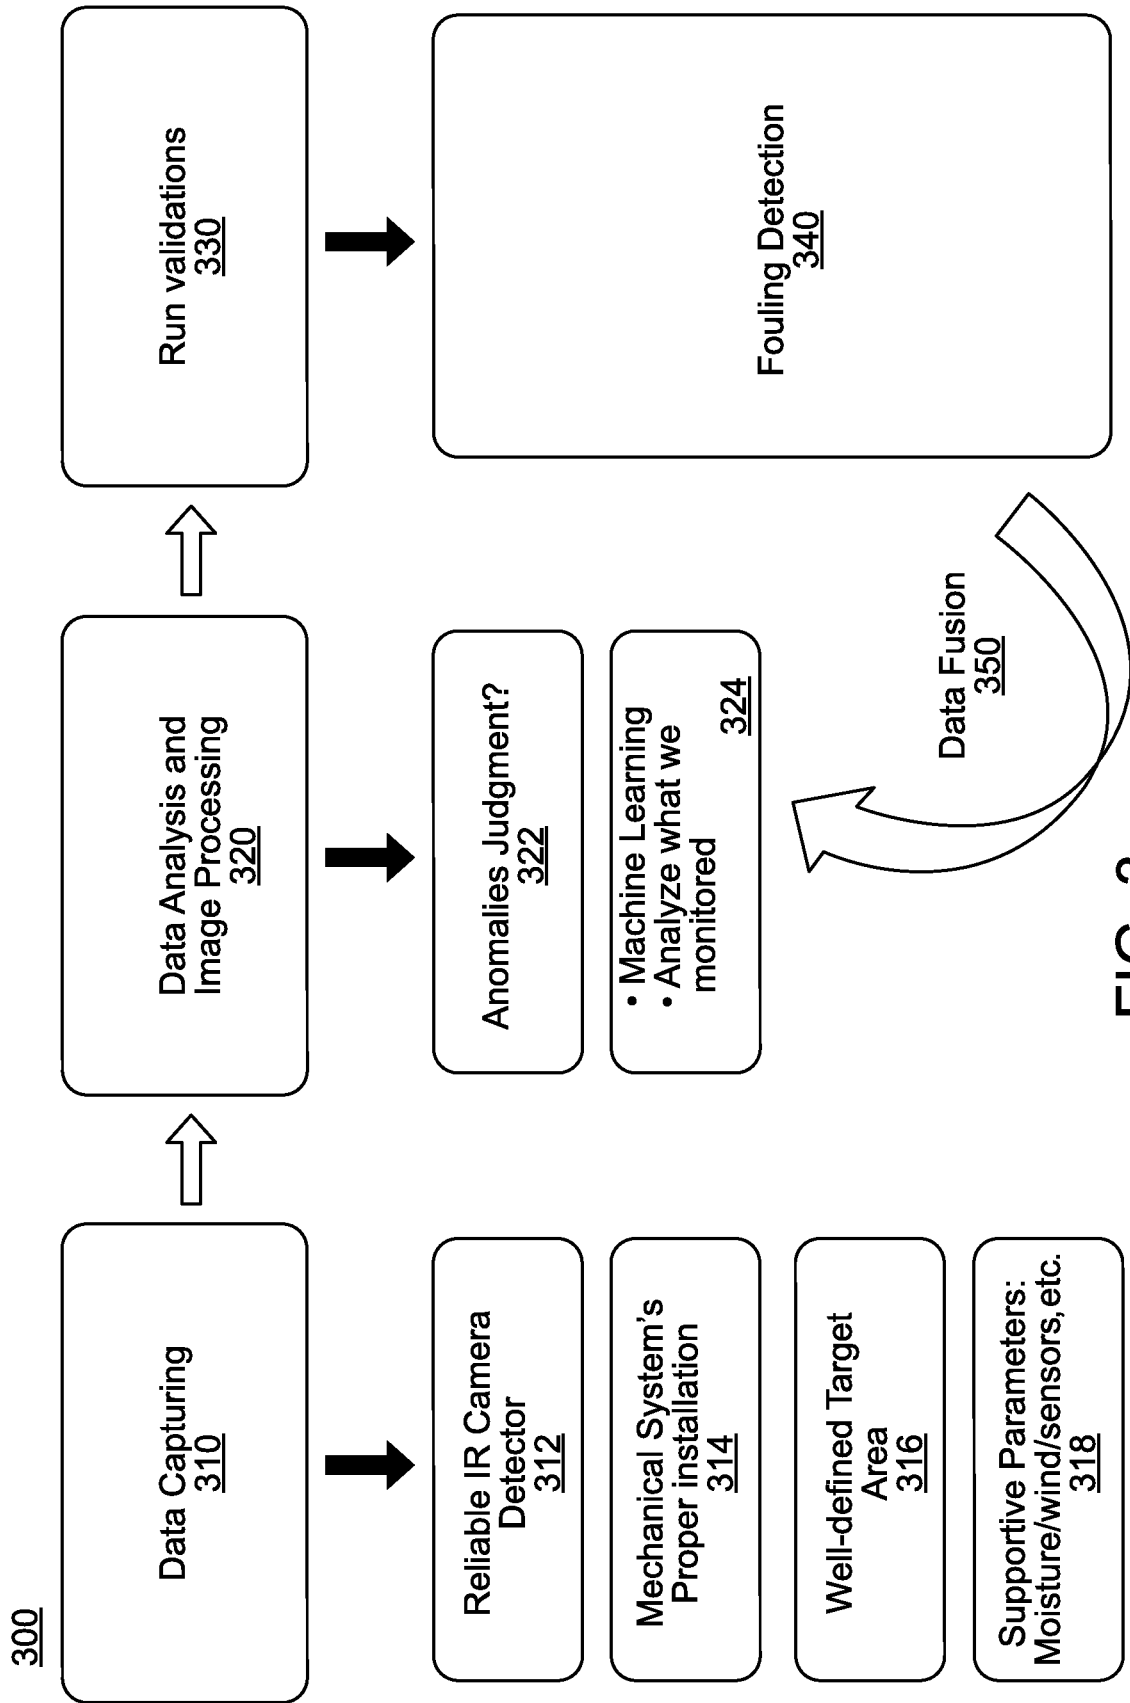 300
Data Capturing
310
Data Analysis and
Image Processing
320
Run validations
330
Reliable IR Camera
Detector
312
Mechanical System's
Proper installation
314
Well-defined Target
Area
316
Supportive Parameters:
Moisture/wind/sensors,etc.
318
Anomalies Judgment?
322
• Machine Learning
• Analyze what we
monitored
324
Fouling Detection
340
Data Fusion
350
FIG